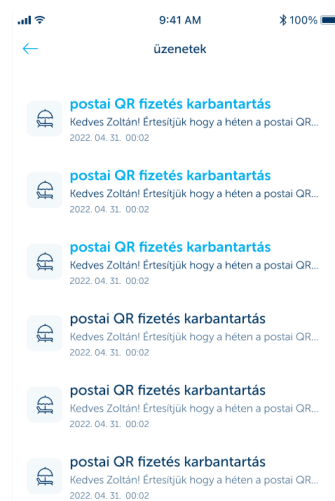 9:41 AM
100%
üzenetek
postai QR fizetés karbantartás
Kedves Zoltán! Értesítjük hogy a héten a postai QR...
2022. 04. 31. 00:02
postai QR fizetés karbantartás
Kedves Zoltán! Értesítjük hogy a héten a postai QR...
2022. 04. 31. 00:02
postai QR fizetés karbantartás
Kedves Zoltán! Értesítjük hogy a héten a postai QR...
2022. 04. 31. 00:02
postai QR fizetés karbantartás
Kedves Zoltán! Értesítjük hogy a héten a postai QR...
2022. 04. 31. 00:02
postai QR fizetés karbantartás
Kedves Zoltán! Értesítjük hogy a héten a postai QR...
2022. 04. 31. 00:02
postai QR fizetés karbantartás
Kedves Zoltán! Értesítjük hogy a héten a postai QR...
2022. 04. 31. 00:02